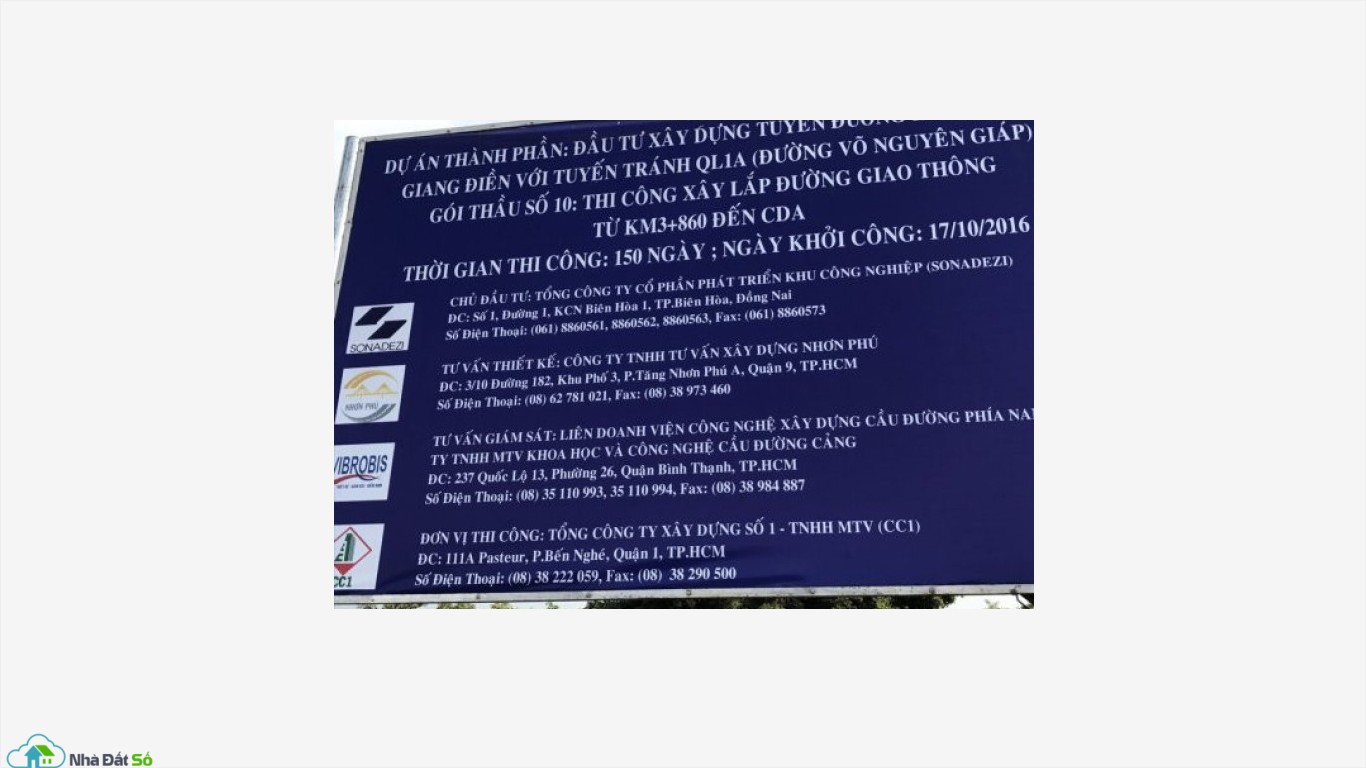 DỰ ÁN THÀNH PHẦN: ĐẦU TƯ XÂY DỰNG TUYẾN ĐƯỜNG
GIANG ĐIỀN VỚI TUYẾN TRÁNH QL1A (ĐƯỜNG VÕ NGUYÊN GIÁP)
GÓI THẦU SỐ 10: THI CÔNG XÂY LẮP ĐƯỜNG GIAO THÔNG
TỪ KM3+860 ĐẾN CDA
THỜI GIAN THI CÔNG: 150 NGÀY ; NGÀY KHỞI CÔNG: 17/10/2016
CHỦ ĐẦU TƯ: TỔNG CÔNG TY CỔ PHẦN PHÁT TRIỂN KHU CÔNG NGHIỆP (SONADEZI)
ĐC: Số 1, Đường 1, KCN Biên Hòa 1, TP.Biên Hòa, Đồng Nai
Số Điện Thoại: (061) 8860561, 8860562, 8860563, Fax: (061) 8860573
SONADEZI
TƯ VẤN THIẾT KẾ: CÔNG TY TNHH TƯ VẤN XÂY DỰNG NHƠN PHÚ
ĐC: 3/10 Đường 182, Khu Phố 3, P.Tăng Nhơn Phú A, Quận 9, TP.HCM
Số Điện Thoại: (08) 62 781 021, Fax: (08) 38 973 460
NHƠN PHÚ
TƯ VẤN GIÁM SÁT: LIÊN DOANH VIỆN CÔNG NGHỆ XÂY DỰNG CẦU ĐƯỜNG PHÍA NAM
TY TNHH MTV KHOA HỌC VÀ CÔNG NGHỆ CẦU ĐƯỜNG CẢNG
ĐC: 237 Quốc Lộ 13, Phường 26, Quận Bình Thạnh, TP.HCM
Số Điện Thoại: (08) 35 110 993, 35 110 994, Fax: (08) 38 984 887
VIBROBIS
ĐƠN VỊ THI CÔNG: TỔNG CÔNG TY XÂY DỰNG SỐ 1 - TNHH MTV (CC1)
ĐC: 111A Pasteur, P.Bến Nghé, Quận 1, TP.HCM
Số Điện Thoại: (08) 38 222 059, Fax: (08) 38 290 500
CC1
Nhà Đất Số